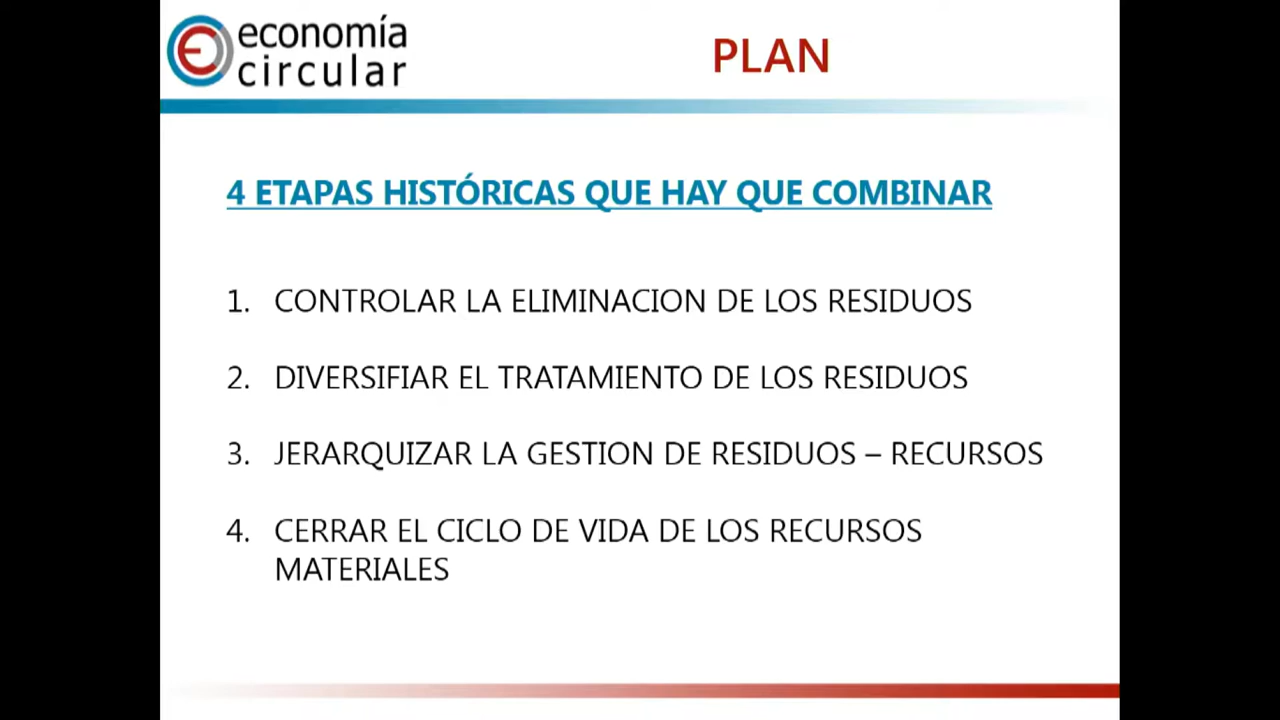 economía
circular
PLAN
4 ETAPAS HISTÓRICAS QUE HAY QUE COMBINAR
1. CONTROLAR LA ELIMINACION DE LOS RESIDUOS
2. DIVERSIFIAR EL TRATAMIENTO DE LOS RESIDUOS
3. JERARQUIZAR LA GESTION DE RESIDUOS – RECURSOS
4. CERRAR EL CICLO DE VIDA DE LOS RECURSOS
MATERIALES